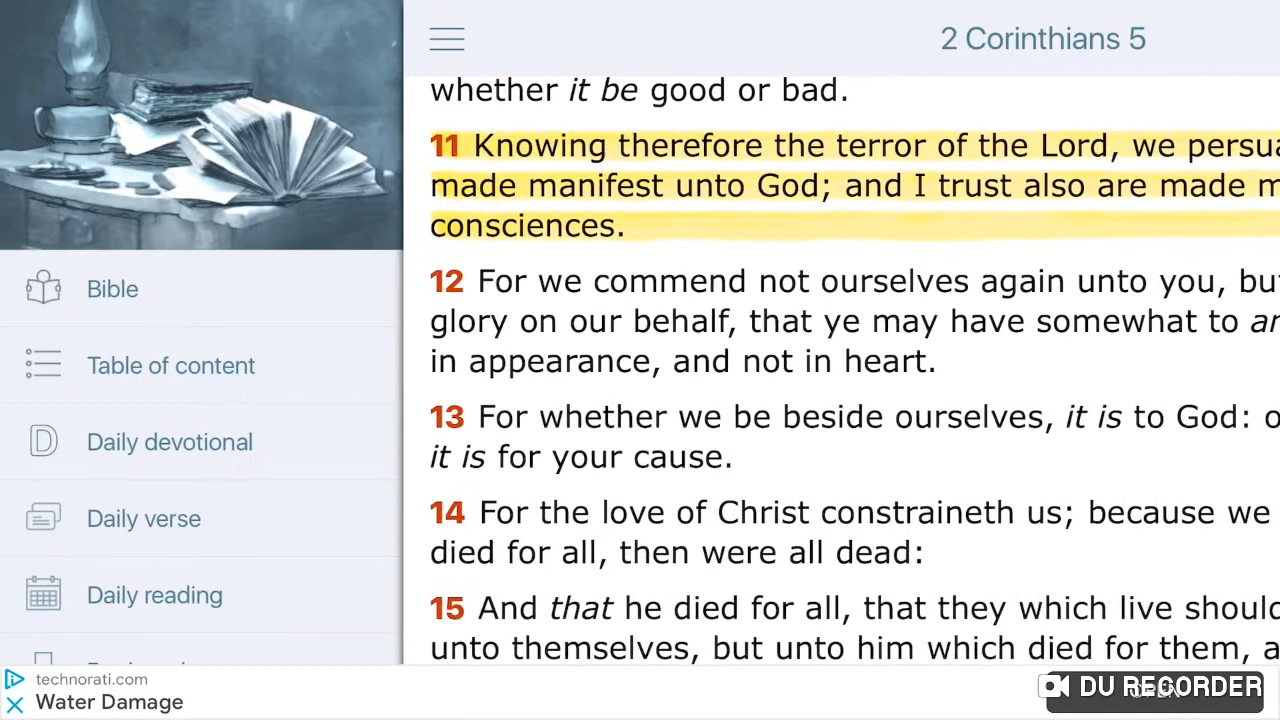 2 Corinthians 5
whether it be good or bad.
11 Knowing therefore the terror of the Lord, we
made manifest unto God; and I trust also are made
consciences.
12 For we commend not ourselves again unto you,
glory on our behalf, that ye may have somewhat to
in appearance, and not in heart.
13 For whether we be beside ourselves, it is to God:
it is for your cause.
14 For the love of Christ constraineth us; because we
died for all, then were all dead:
15 And that he died for all, that they which live
unto themselves, but unto him which died for them,
Bible
Table of content
Daily devotional
Daily verse
Daily reading
technorati.com
Water Damage
DU RECORDER